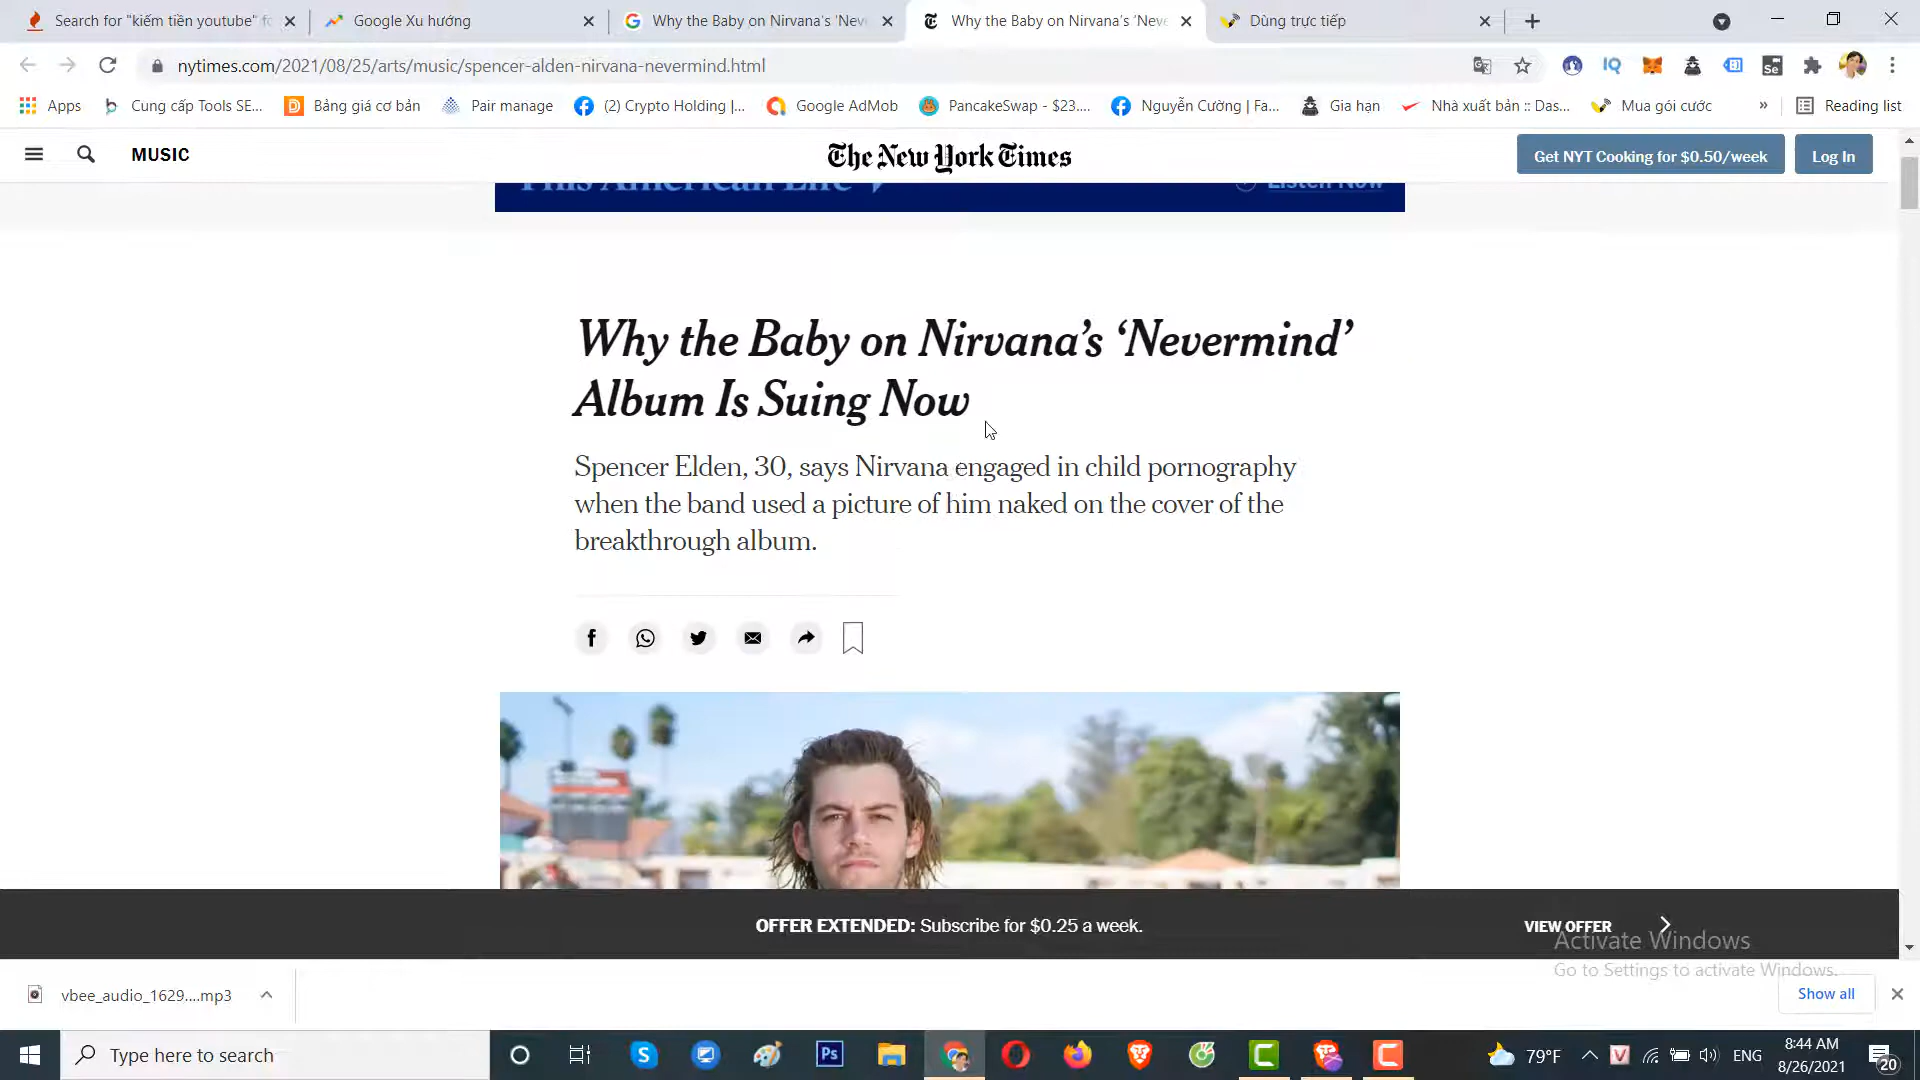 Search for "kiếm tiền youtube" fo
Google Xu hướng
Why the Baby on Nirvana's 'Neve
Why the Baby on Nirvana's 'Neve
Dùng trực tiếp
nytimes.com/2021/08/25/arts/music/spencer-alden-nirvana-nevermind.html
Apps
Cung cấp Tools SE...
Bảng giá cơ bản
Pair manage
(2) Crypto Holding |...
Google AdMob
PancakeSwap - $23....
Nguyễn Cường | Fa...
Gia hạn
Nhà xuất bản :: Das...
Mua gói cước
»
Reading list
MUSIC
The New York Times
Get NYT Cooking for $0.50/week
Log In
This American Life
Listen Now
Why the Baby on Nirvana's 'Nevermind'
Album Is Suing Now
Spencer Elden, 30, says Nirvana engaged in child pornography
when the band used a picture of him naked on the cover of the
breakthrough album.
OFFER EXTENDED: Subscribe for $0.25 a week.
VIEW OFFER
Activate Windows
Go to Settings to activate Windows.
vbee_audio_1629....mp3
Show all
Type here to search
79°F
ENG
8:44 AM
8/26/2021
20